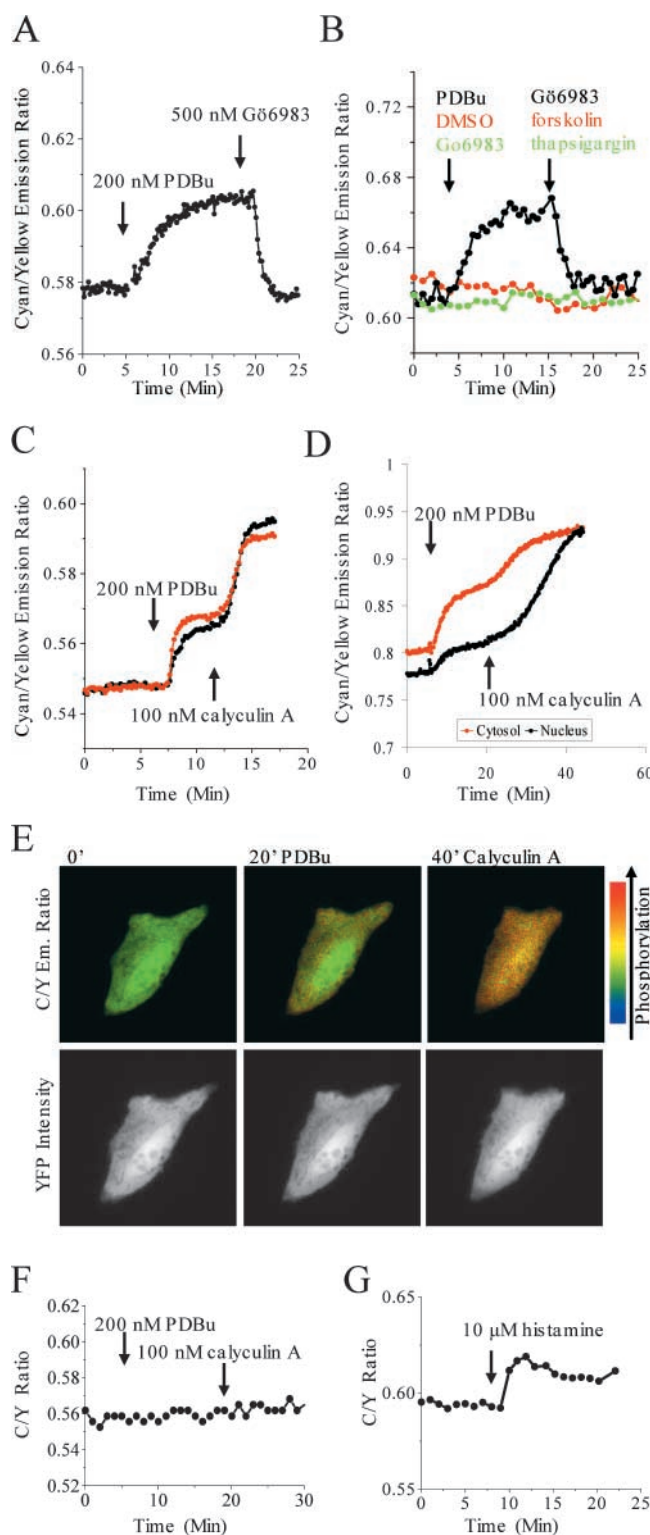 A
Cyan/Yellow Emission Ratio
0.64
0.60
0.58
0.56
200 nM PDBu
500 nM Gö6983
0 5 10 15 20 25
Time (Min)
B
Cyan/Yellow Emission Ratio
0.72
0.68
0.64
0.60
PDBu Gö6983
DMSO forskolin
Go6983 thapsigargin
0 5 10 15 20 25
Time (Min)
C
Cyan/Yellow Emission Ratio
0.60
0.58
0.56
0.54
200 nM PDBu
100 nM calyculin A
0 5 10 15 20
Time (Min)
D
Cyan/Yellow Emission Ratio
1
0.95
0.9
0.85
0.8
0.75
0.7
200 nM PDBu
100 nM calyculin A
Cytosol Nucleus
0 20 40 60
Time (Min)
E
0' 20' PDBu 40' Calyculin A
C/Y Em. Ratio
Phosphorylation
YFP Intensity
F
C/Y Ratio
0.62
0.60
0.58
0.56
0.54
0.52
200 nM PDBu
100 nM calyculin A
0 10 20 30
Time (Min)
G
C/Y Ratio
0.65
0.60
0.55
10 μM histamine
0 5 10 15 20 25
Time (Min)